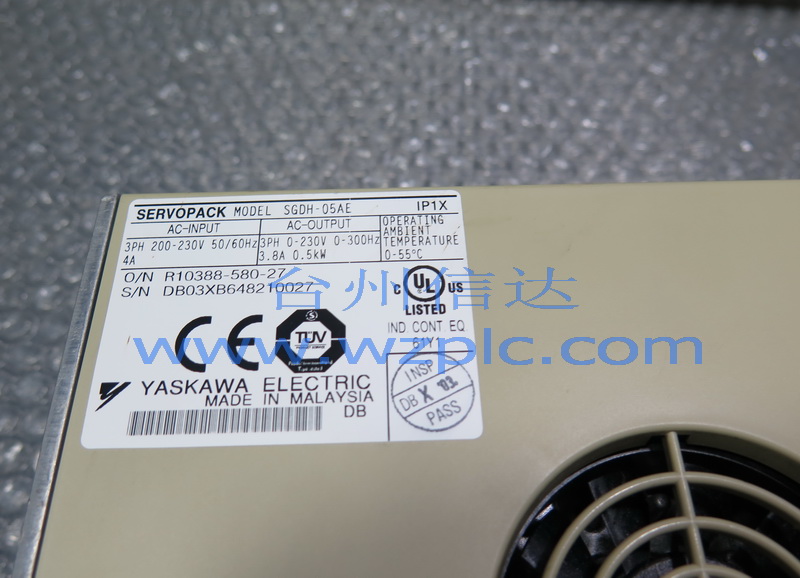 SERVOPACK MODEL SGDH-05AE IP1X
AC-INPUT AC-OUTPUT OPERATING AMBIENT TEMPERATURE
3PH 200-230V 50/60Hz 3PH 0-230V 0-300Hz
4A 3.8A 0.5kW 0-55°C
O/N R10388-580-27
S/N DB03XB648210027
台州信达
C UL US
LISTED
IND CONT EQ
61Y1
CE TÜV
www.wzplc.com
YASKAWA ELECTRIC
MADE IN MALAYSIA
DB
INSP
DB X '03
PASS